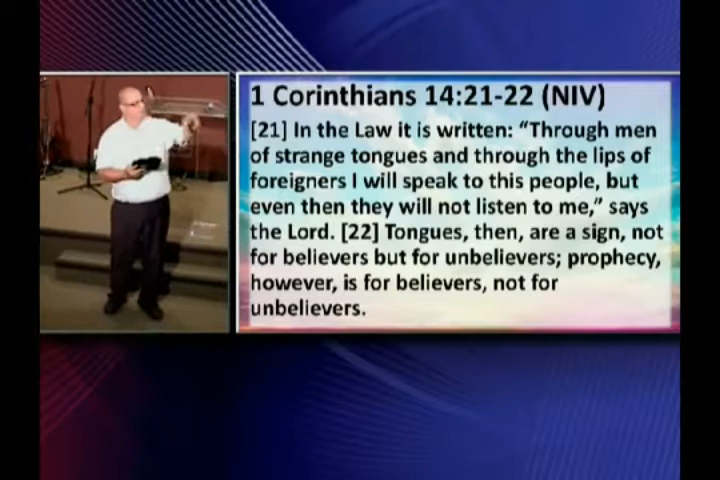 1 Corinthians 14:21-22 (NIV)
[21] In the Law it is written: “Through men
of strange tongues and through the lips of
foreigners I will speak to this people, but
even then they will not listen to me,” says
the Lord. [22] Tongues, then, are a sign, not
for believers but for unbelievers; prophecy,
however, is for believers, not for
unbelievers.